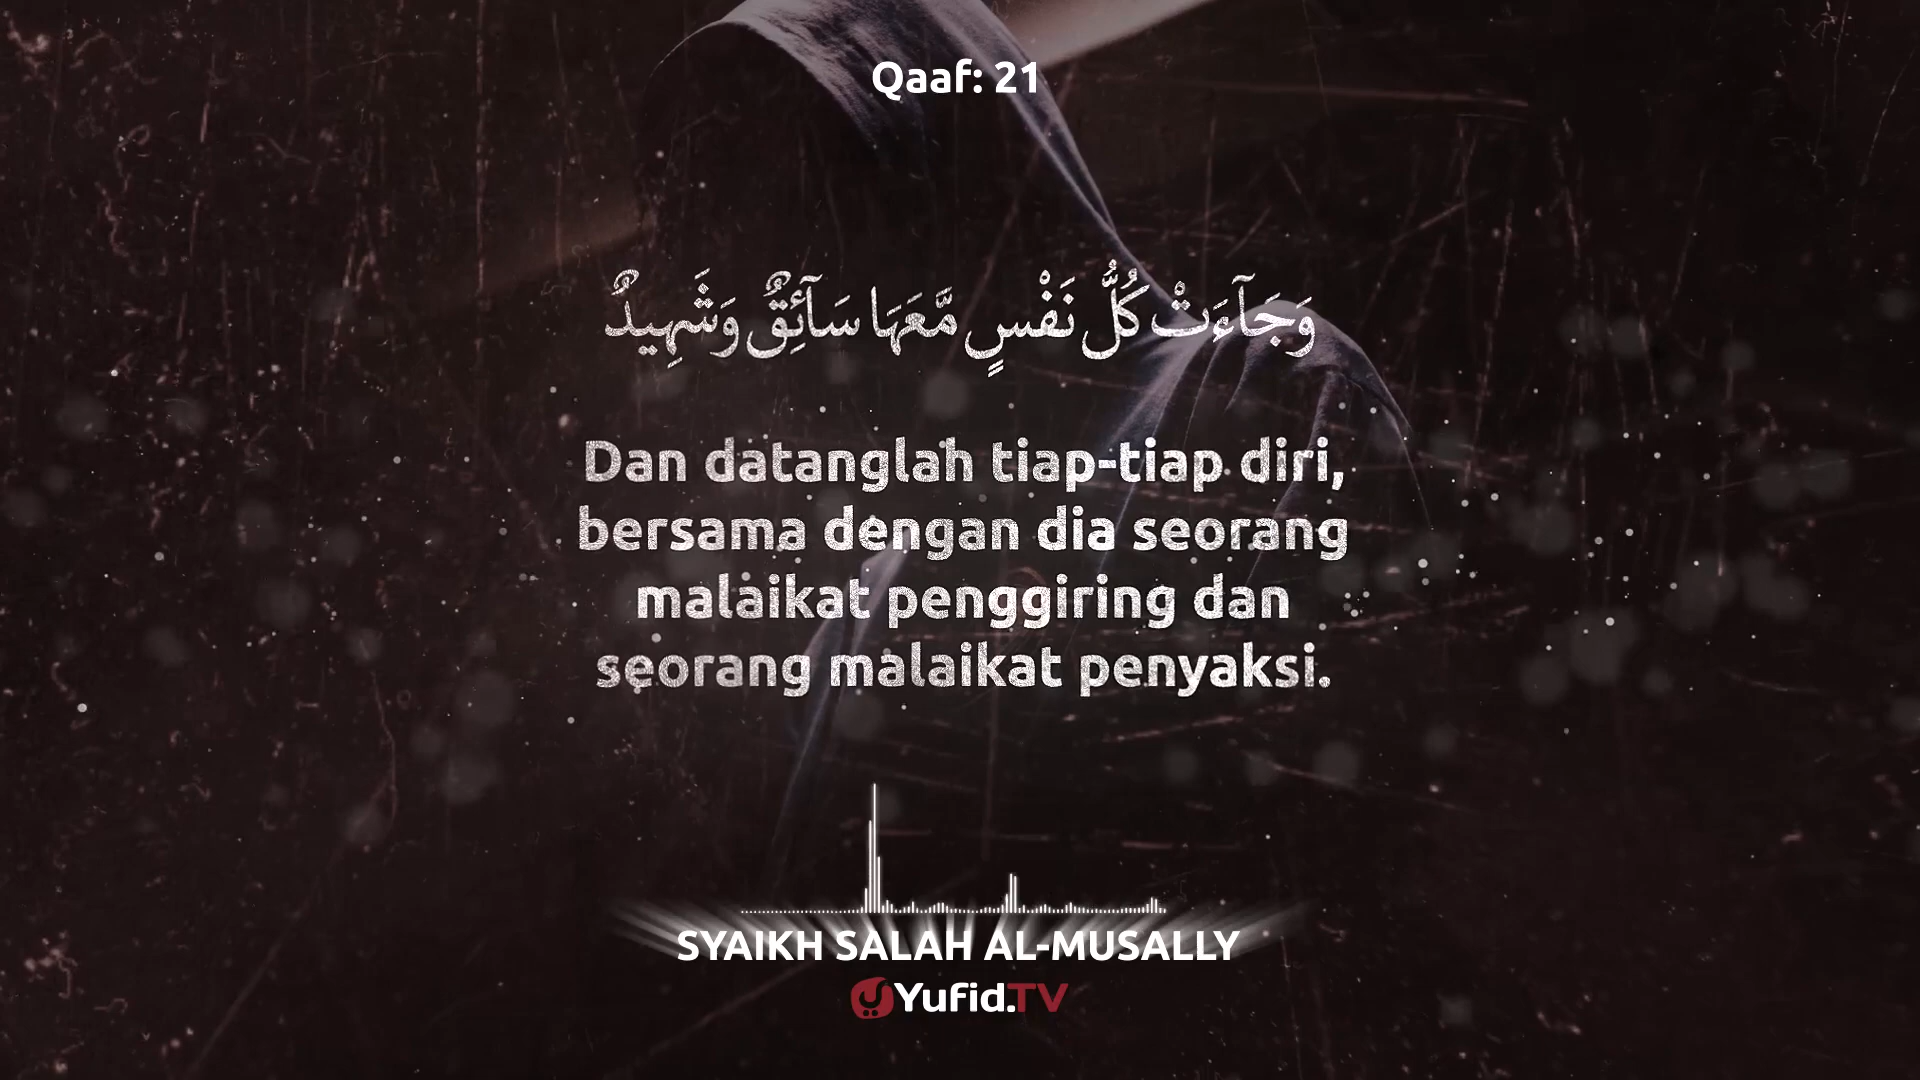 Qaaf: 21
وَجَآءَتْ كُلُّ نَفْسٍ مَّعَهَا سَآئِقٌ وَشَهِيدٌ
Dan datanglah tiap-tiap diri,
bersama dengan dia seorang
malaikat penggiring dan
seorang malaikat penyaksi.
SYAIKH SALAH AL-MUSALLY
Yufid.TV